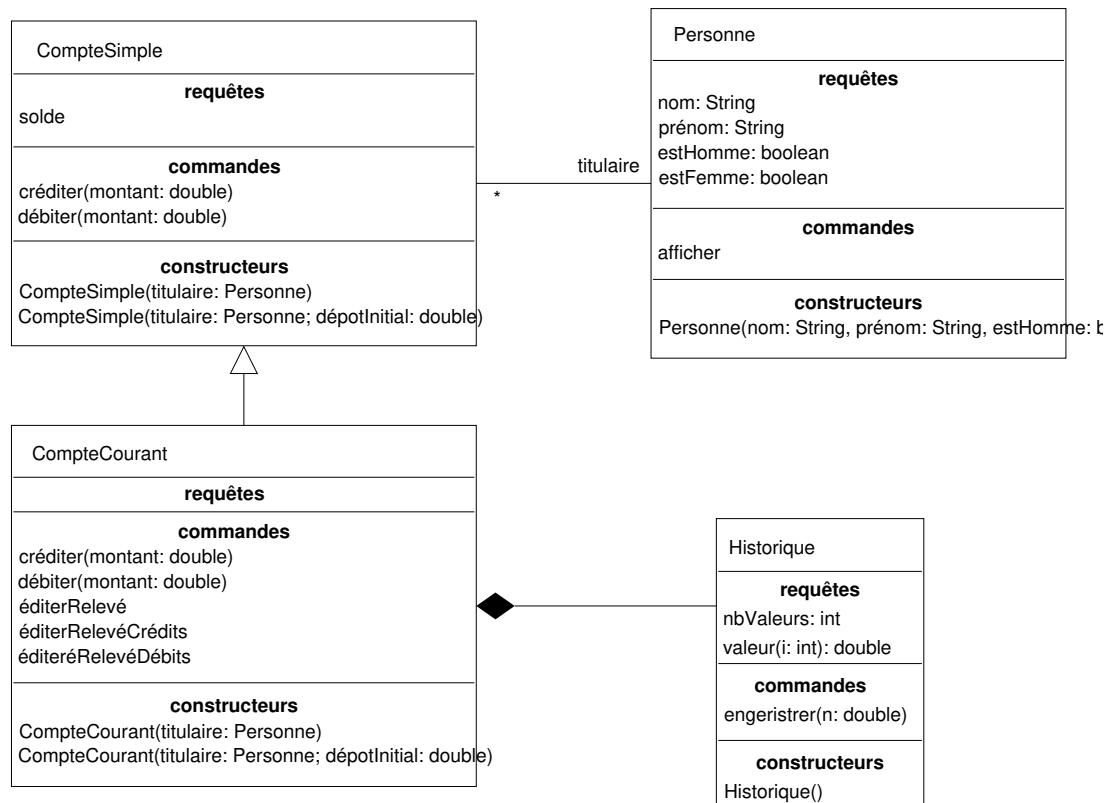 CompteSimple
requêtes
solde
commandes
créditer(montant: double)
débiter(montant: double)
constructeurs
CompteSimple(titulaire: Personne)
CompteSimple(titulaire: Personne; dépotInitial: double)
titulaire
*
Personne
requêtes
nom: String
prénom: String
estHomme: boolean
estFemme: boolean
commandes
afficher
constructeurs
Personne(nom: String, prénom: String, estHomme: b
CompteCourant
requêtes
commandes
créditer(montant: double)
débiter(montant: double)
éditerRelevé
éditerRelevéCrédits
éditeréRelevéDébits
constructeurs
CompteCourant(titulaire: Personne)
CompteCourant(titulaire: Personne; dépotInitial: double)
Historique
requêtes
nbValeurs: int
valeur(i: int): double
commandes
engeristrer(n: double)
constructeurs
Historique()